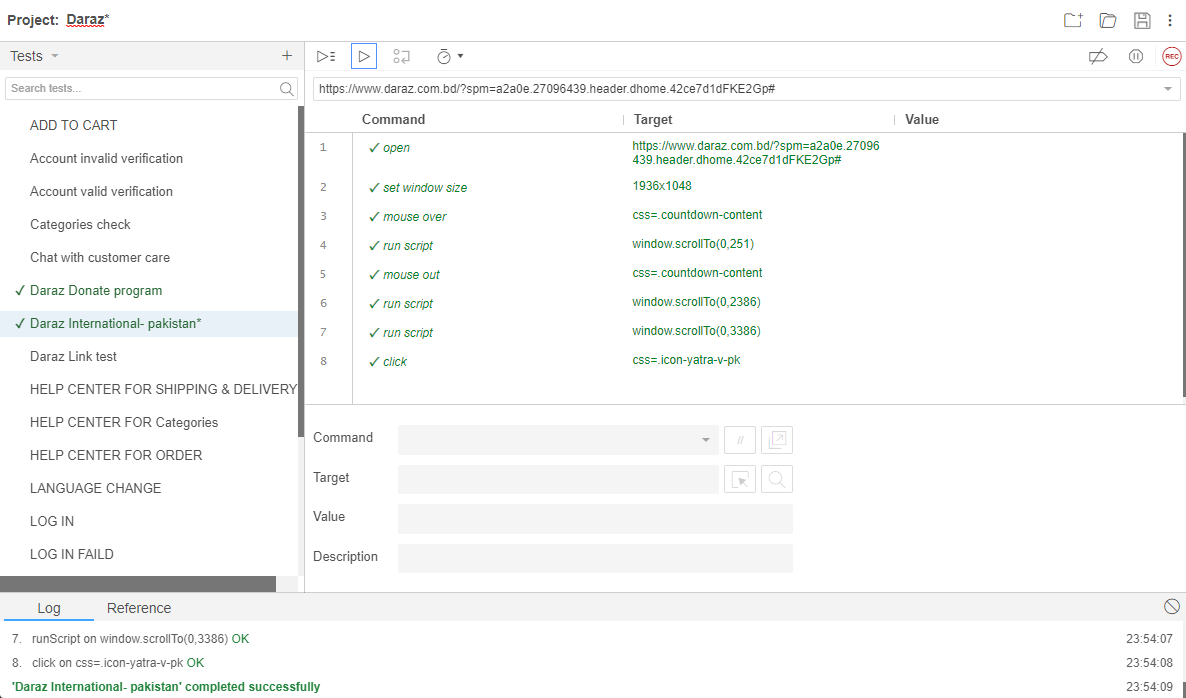 Project: Daraz*
Tests
+
REC
Search tests...
https://www.daraz.com.bd/?spm=a2a0e.27096439.header.dhome.42ce7d1dFKE2Gp#
Command Target Value
ADD TO CART
Account invalid verification
Account valid verification
Categories check
Chat with customer care
✓ Daraz Donate program
✓ Daraz International- pakistan*
Daraz Link test
HELP CENTER FOR SHIPPING & DELIVERY
HELP CENTER FOR Categories
HELP CENTER FOR ORDER
LANGUAGE CHANGE
LOG IN
LOG IN FAILD
1 ✓ open https://www.daraz.com.bd/?spm=a2a0e.27096
439.header.dhome.42ce7d1dFKE2Gp#
2 ✓ set window size 1936x1048
3 ✓ mouse over css=.countdown-content
4 ✓ run script window.scrollTo(0,251)
5 ✓ mouse out css=.countdown-content
6 ✓ run script window.scrollTo(0,2386)
7 ✓ run script window.scrollTo(0,3386)
8 ✓ click css=.icon-yatra-v-pk
Command //
Target
Value
Description
Log Reference
7. runScript on window.scrollTo(0,3386) OK 23:54:07
8. click on css=.icon-yatra-v-pk OK 23:54:08
'Daraz International- pakistan' completed successfully 23:54:09